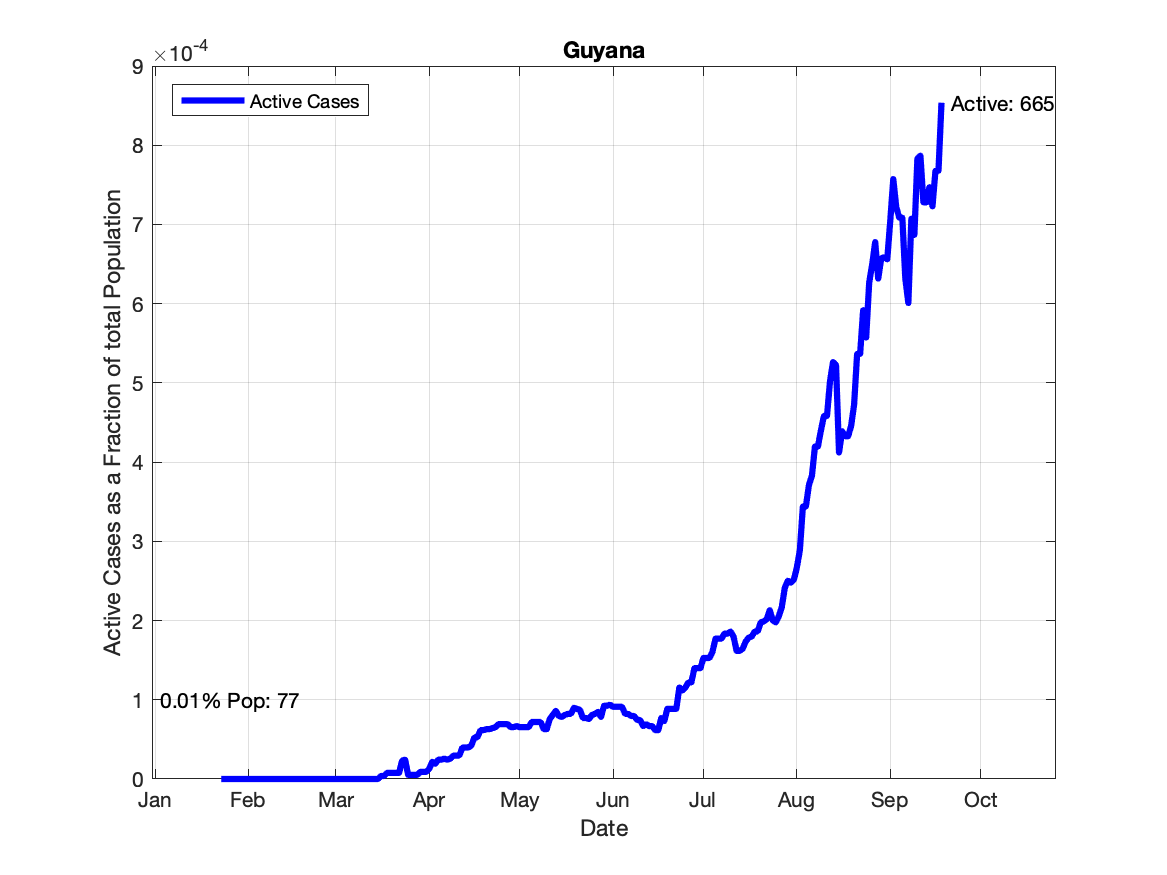 Guyana
×10-4
Active Cases
Active: 665
0.01% Pop: 77
Active Cases as a Fraction of total Population
9
8
7
6
5
4
3
2
1
0
Jan Feb Mar Apr May Jun Jul Aug Sep Oct
Date